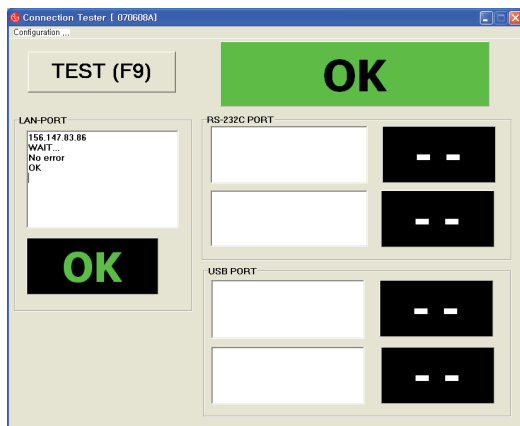 Connection Tester [ 070608A]
Configuration ...
TEST (F9)
OK
LAN-PORT
156.147.83.86
WAIT...
No error
OK
OK
RS-232C PORT
- -
- -
USB PORT
- -
- -